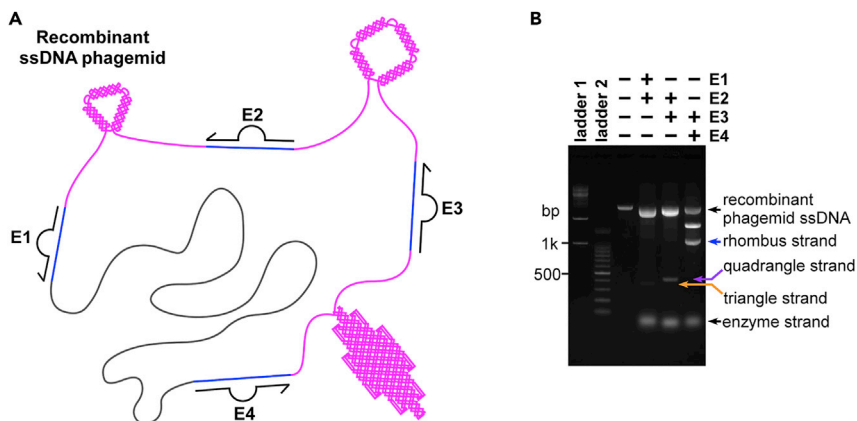 A
Recombinant
ssDNA phagemid
E1
E2
E3
E4
B
ladder 1
ladder 2
– – + – – E1
– – + + – E2
– – – + + E3
– – – – + E4
bp
1k
500
recombinant
phagemid ssDNA
rhombus strand
quadrangle strand
triangle strand
enzyme strand